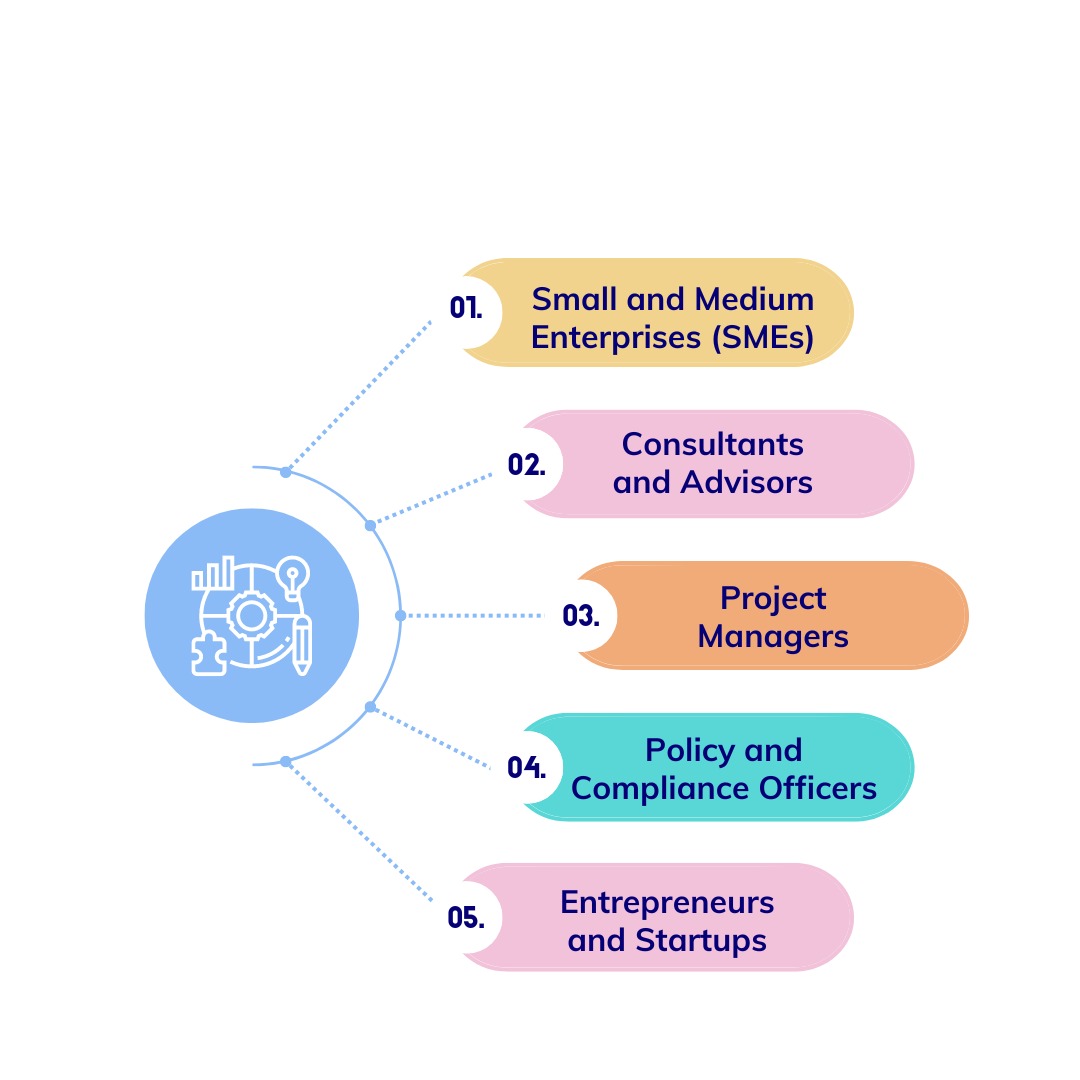 01.
Small and Medium
Enterprises (SMEs)
02.
Consultants
and Advisors
03.
Project
Managers
04.
Policy and
Compliance Officers
05.
Entrepreneurs
and Startups